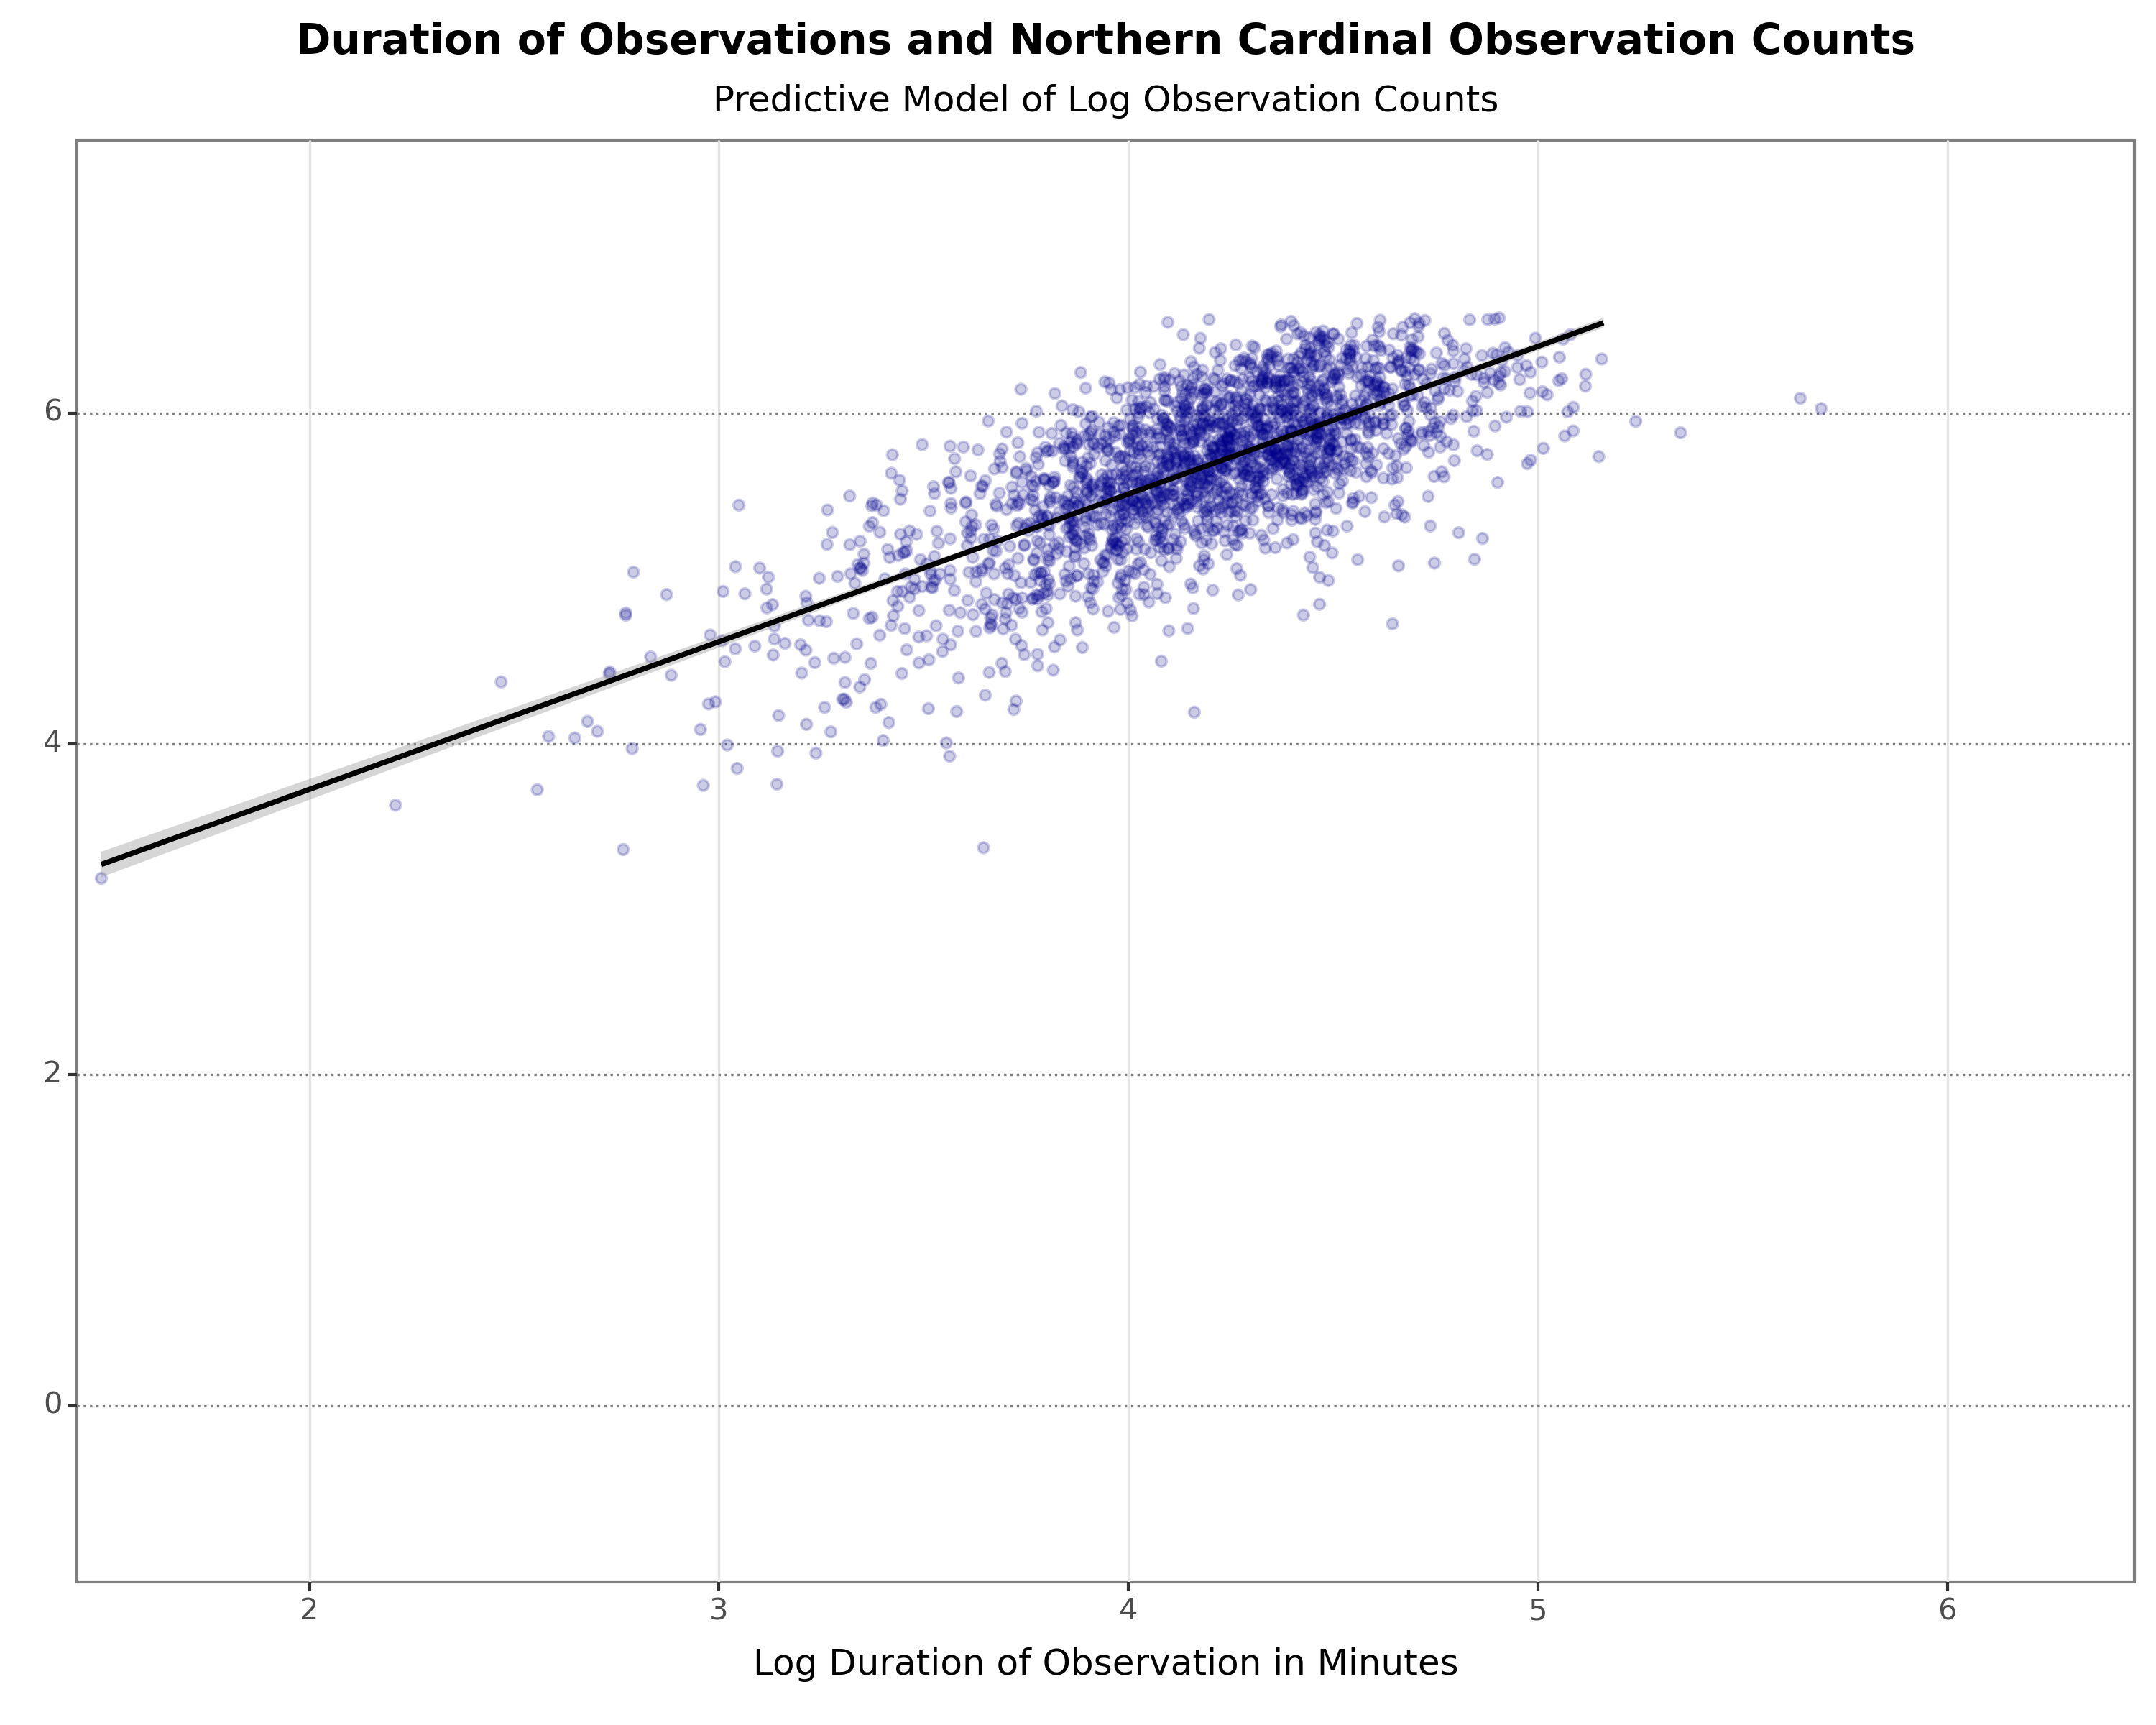 Duration of Observations and Northern Cardinal Observation Counts
Predictive Model of Log Observation Counts
6
4
2
0
2 3 4 5 6
Log Duration of Observation in Minutes